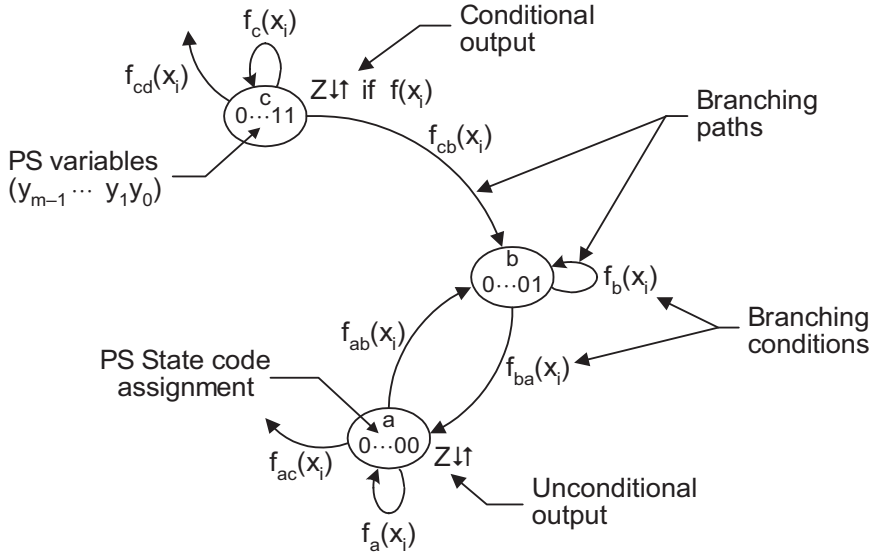 f_c(x_i)
Conditional
output
f_cd(x_i)
c
0···11
Z↓↑ if f(x_i)
Branching
paths
f_cb(x_i)
PS variables
(y_m–1 ··· y_1y_0)
b
0···01
f_b(x_i)
f_ab(x_i)
Branching
conditions
f_ba(x_i)
PS State code
assignment
a
0···00
Z↓↑
f_ac(x_i)
Unconditional
output
f_a(x_i)